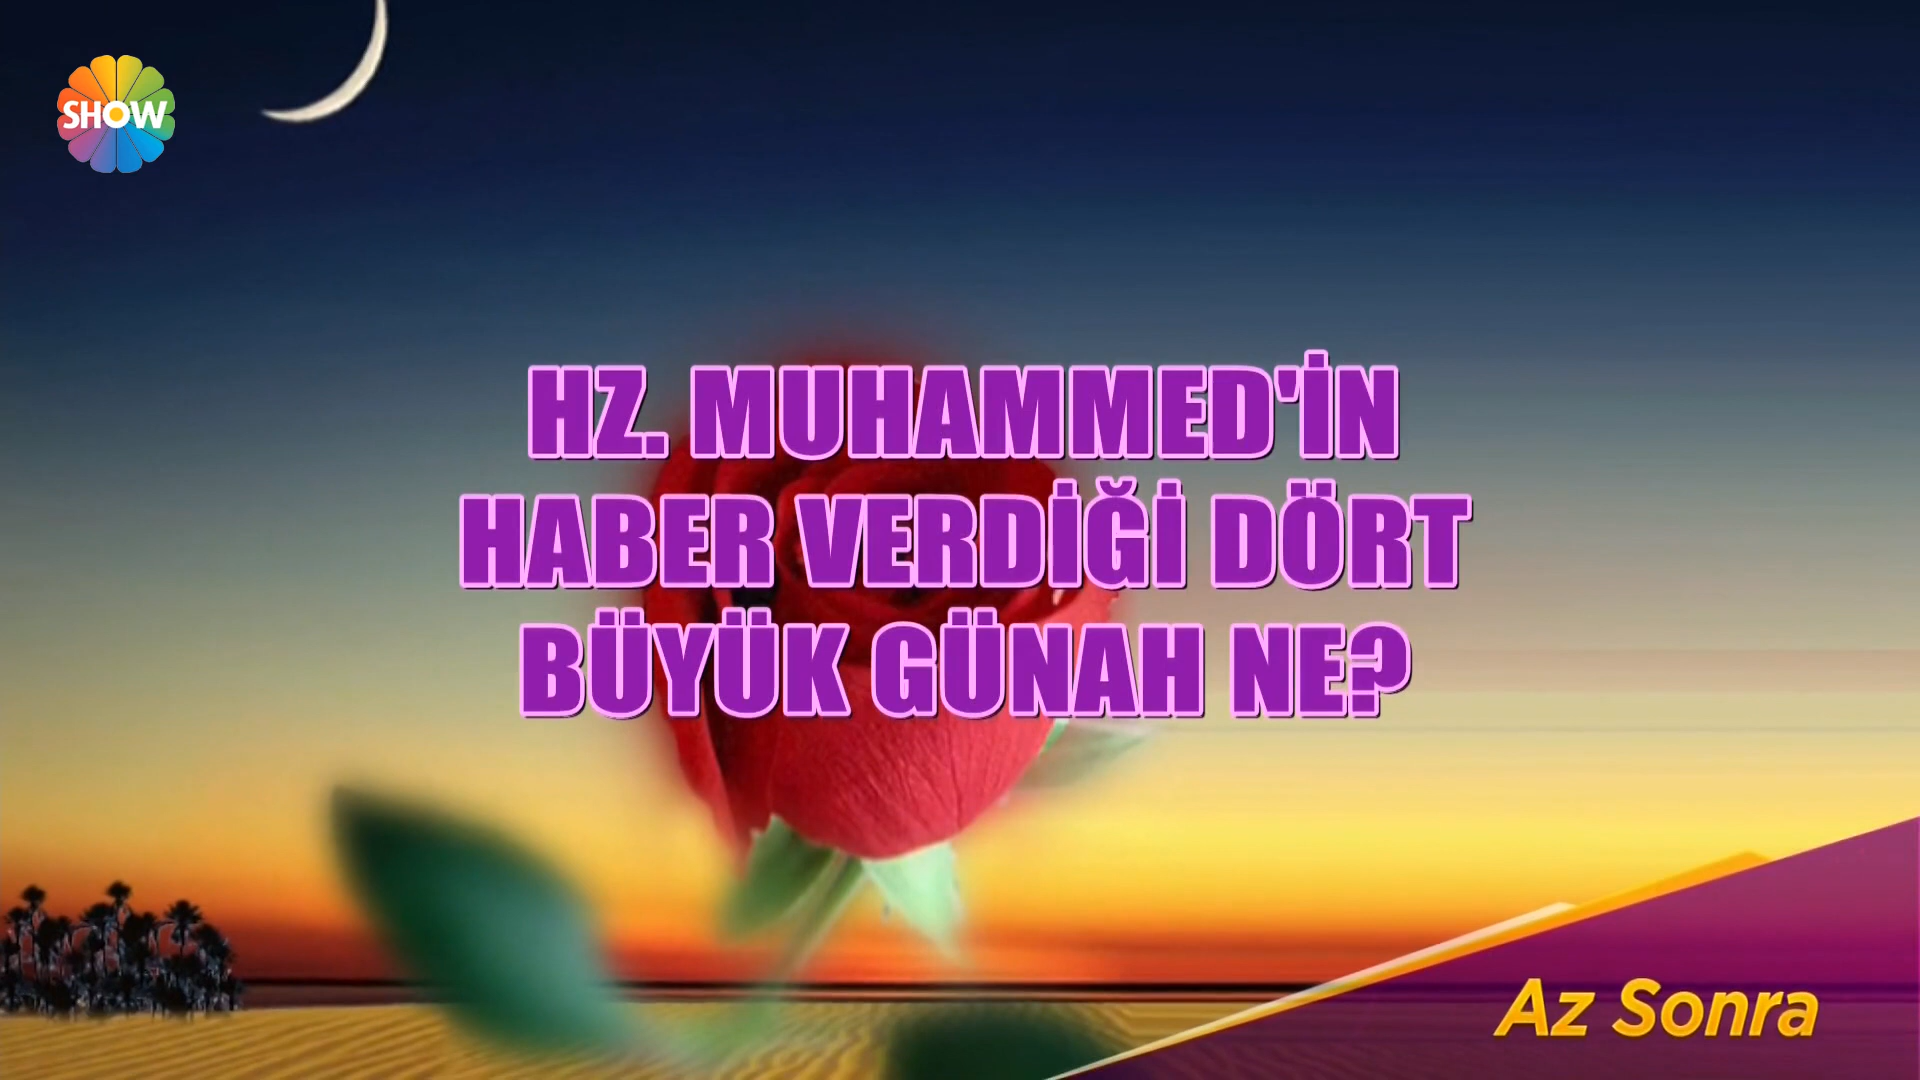 SHOW
HZ. MUHAMMED'İN
HABER VERDİĞİ DÖRT
BÜYÜK GÜNAH NE?
Az Sonra